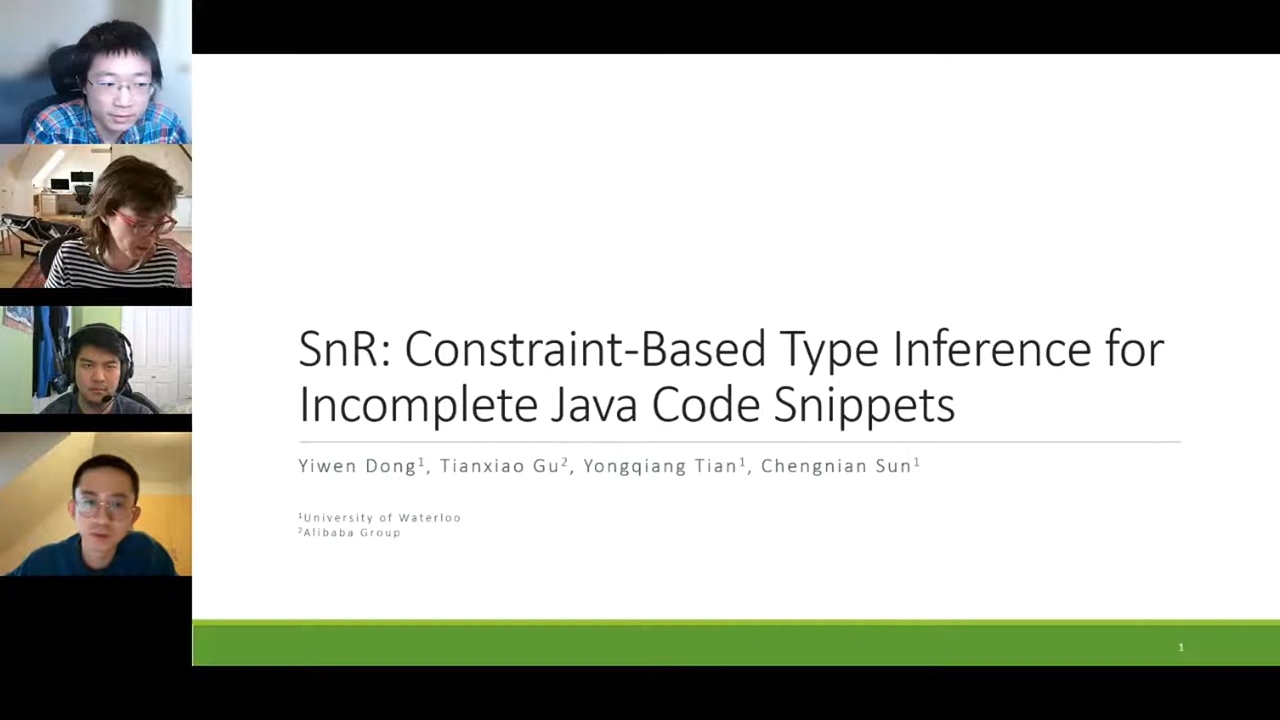 SnR: Constraint-Based Type Inference for
Incomplete Java Code Snippets
Yiwen Dong¹, Tianxiao Gu², Yongqiang Tian¹, Chengnian Sun¹
¹University of Waterloo
²Alibaba Group
1